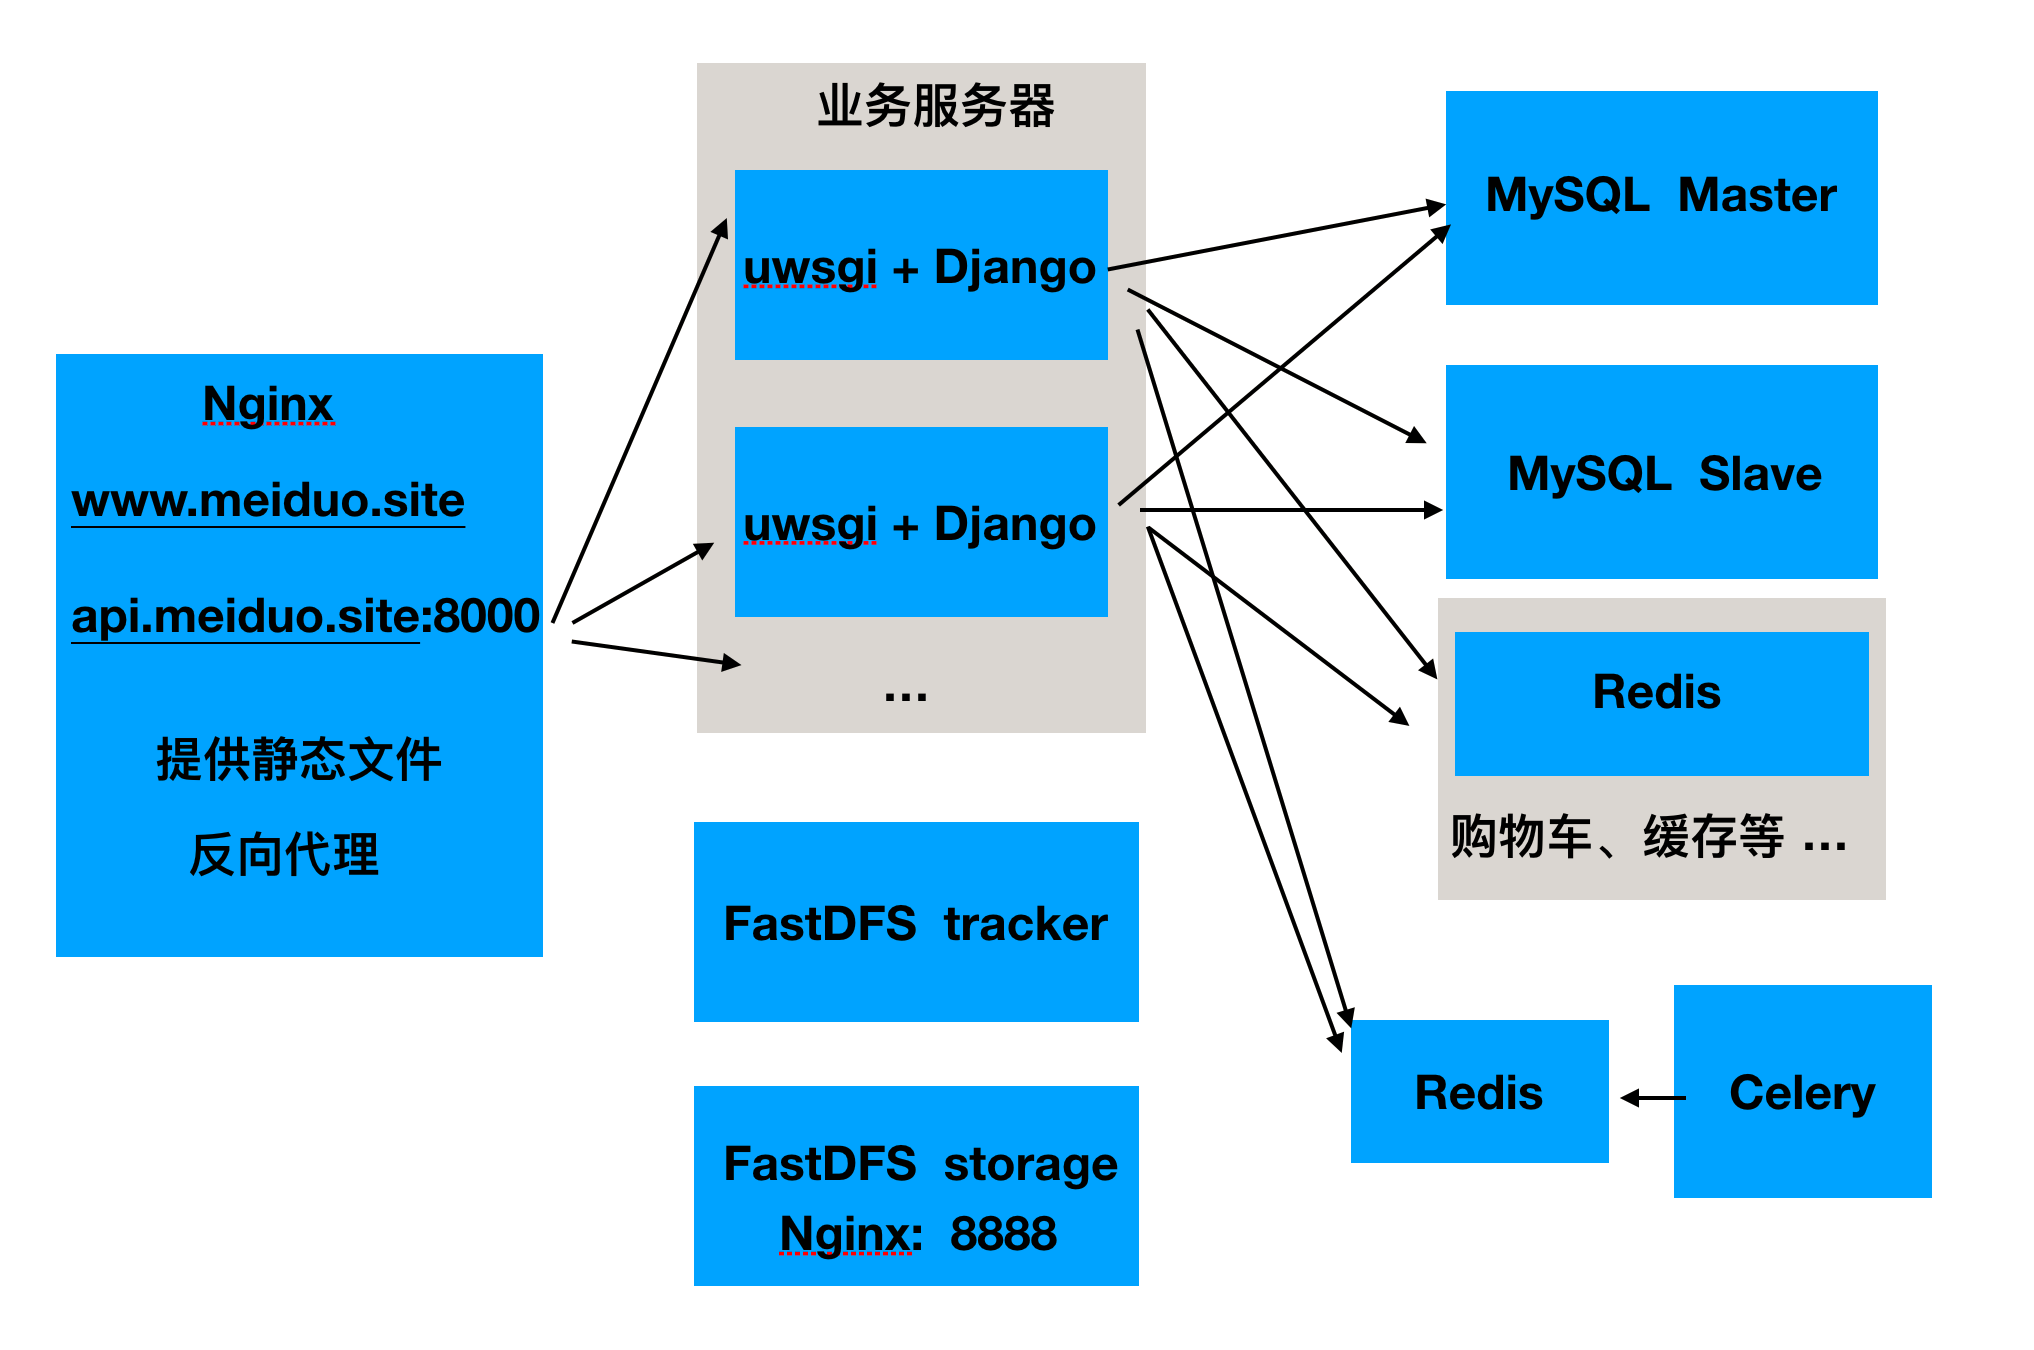 Nginx
www.meiduo.site
api.meiduo.site:8000
提供静态文件
反向代理
业务服务器
uwsgi + Django
uwsgi + Django
...
FastDFS tracker
FastDFS storage
Nginx: 8888
MySQL Master
MySQL Slave
Redis
购物车、缓存等 ...
Redis
Celery